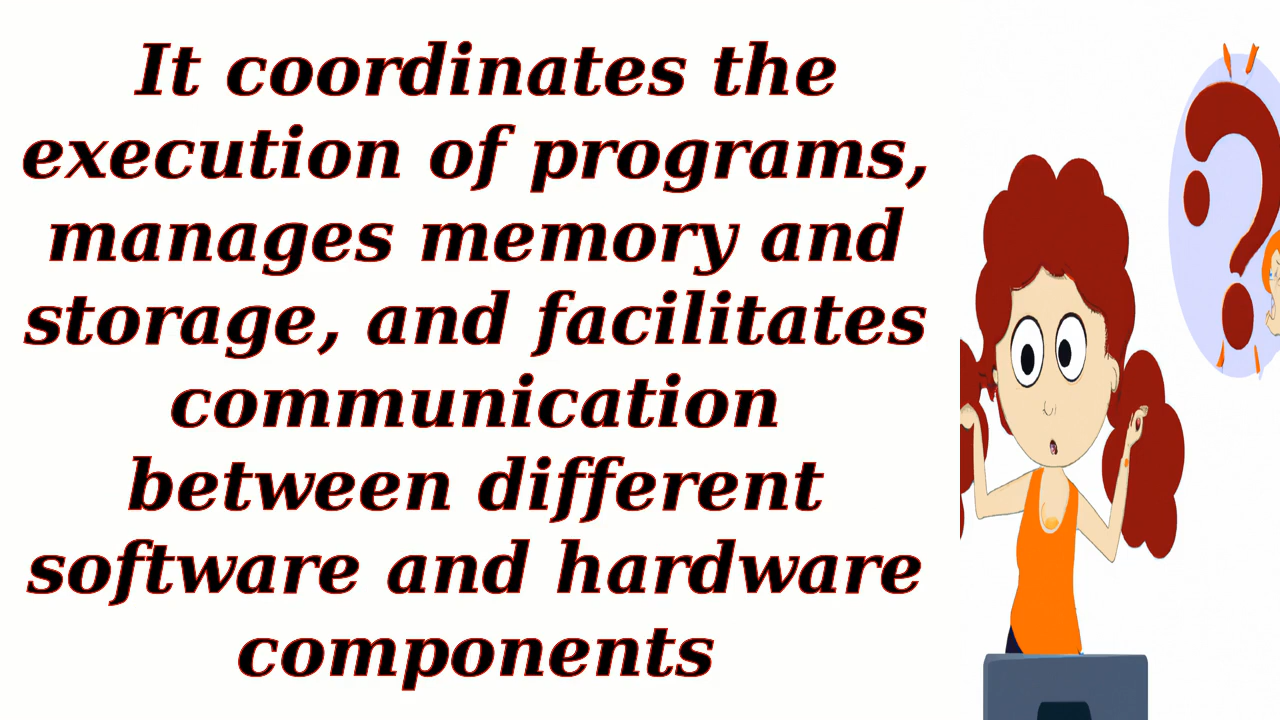 It coordinates the
execution of programs,
manages memory and
storage, and facilitates
communication
between different
software and hardware
components